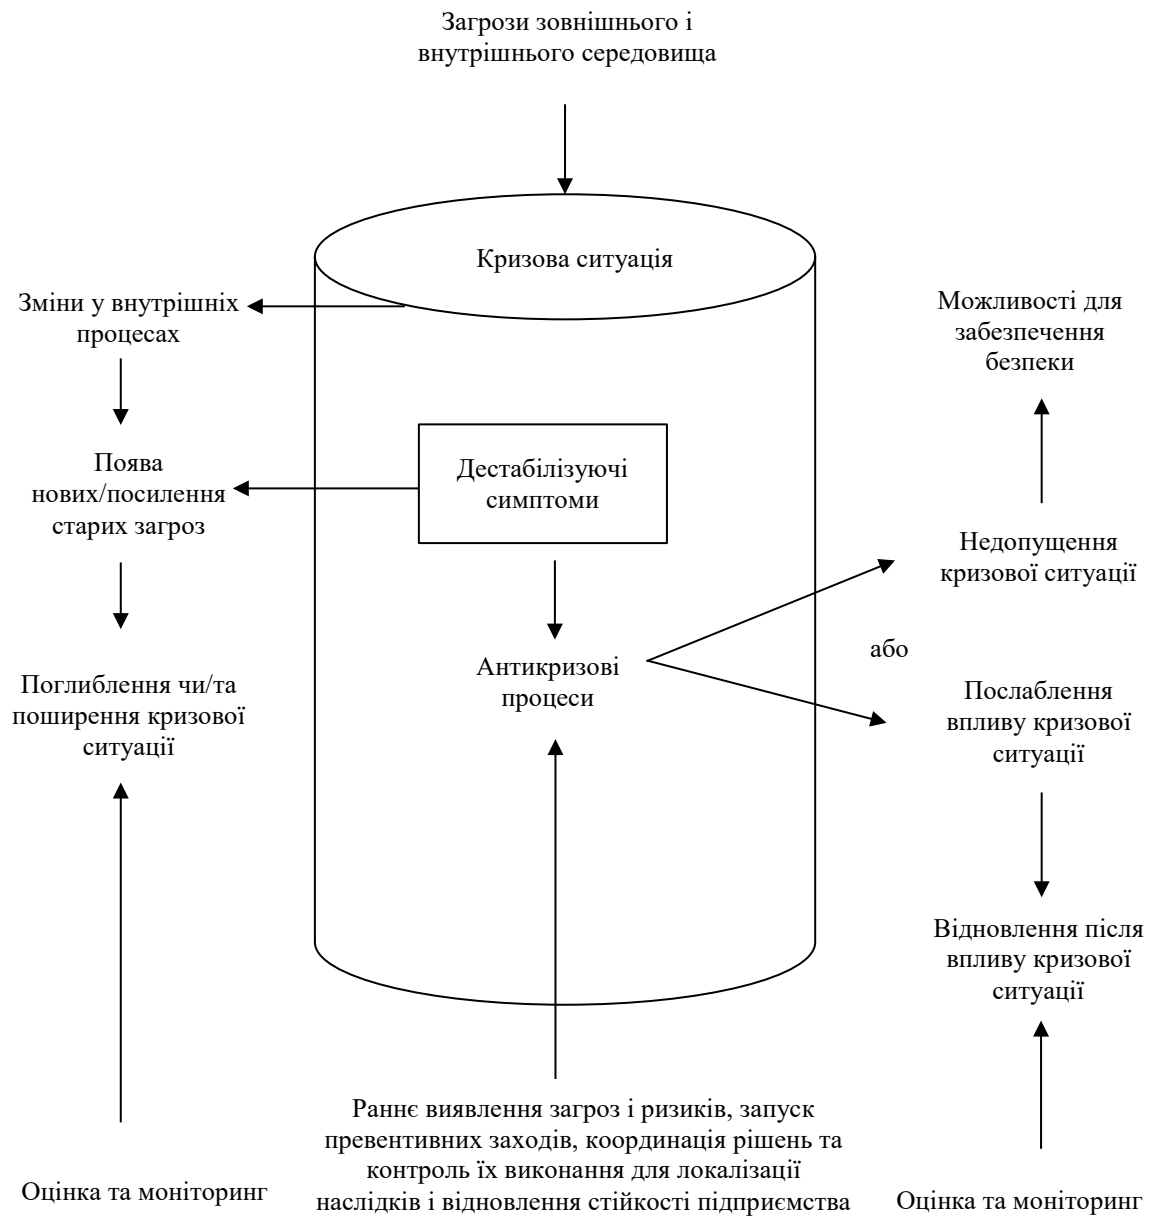 Загрози зовнішнього і
внутрішнього середовища
Кризова ситуація
Зміни у внутрішніх
процесах
Можливості для
забезпечення
безпеки
Поява
нових/посилення
старих загроз
Дестабілізуючі
симптоми
Недопущення
кризової ситуації
або
Антикризові
процеси
Поглиблення чи/та
поширення кризової
ситуації
Послаблення
впливу кризової
ситуації
Відновлення після
впливу кризової
ситуації
Раннє виявлення загроз і ризиків, запуск
превентивних заходів, координація рішень та
контроль їх виконання для локалізації
наслідків і відновлення стійкості підприємства
Оцінка та моніторинг
Оцінка та моніторинг